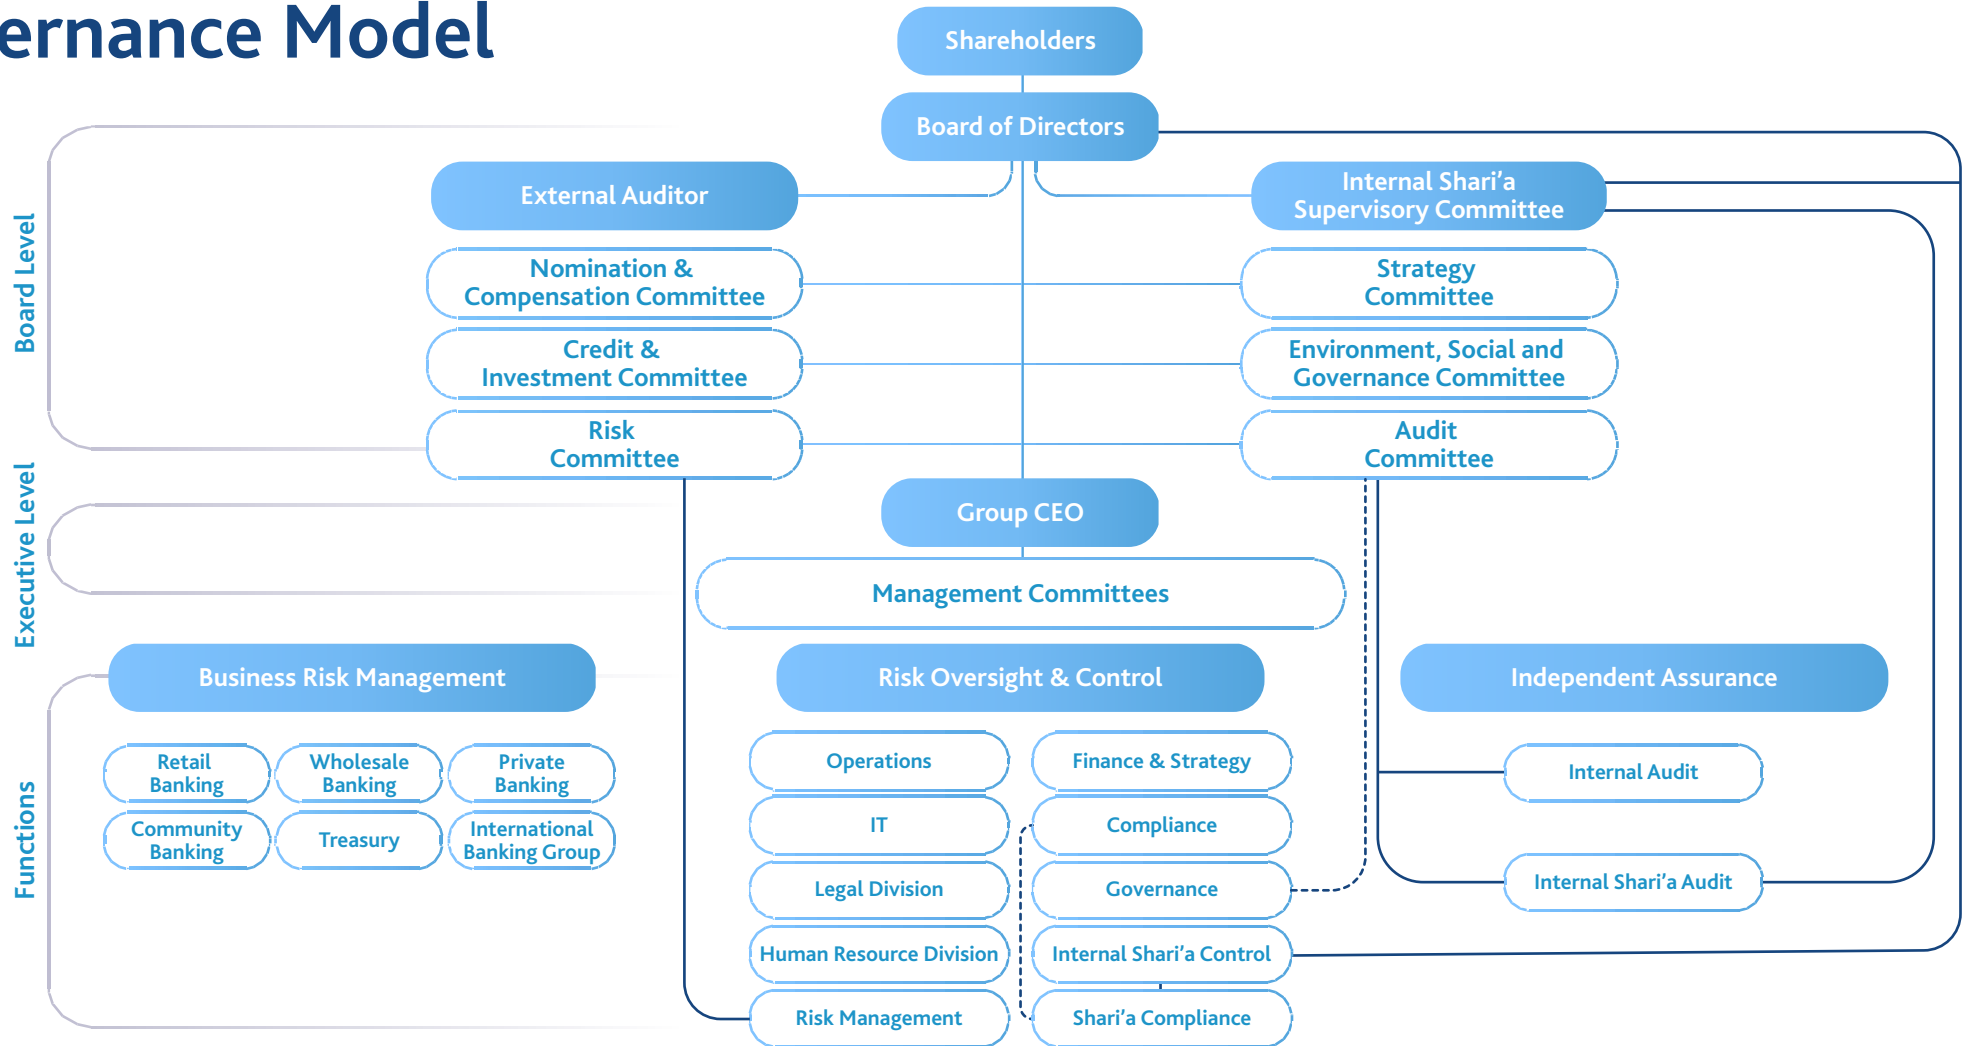 ernance Model
Shareholders
Board of Directors
External Auditor
Internal Shari’a
Supervisory Committee
Board Level
Nomination &
Compensation Committee
Strategy
Committee
Credit &
Investment Committee
Environment, Social and
Governance Committee
Risk
Committee
Audit
Committee
Executive Level
Group CEO
Management Committees
Functions
Business Risk Management
Retail
Banking
Wholesale
Banking
Private
Banking
Community
Banking
Treasury
International
Banking Group
Risk Oversight & Control
Operations
Finance & Strategy
IT
Compliance
Legal Division
Governance
Human Resource Division
Internal Shari’a Control
Risk Management
Shari’a Compliance
Independent Assurance
Internal Audit
Internal Shari’a Audit